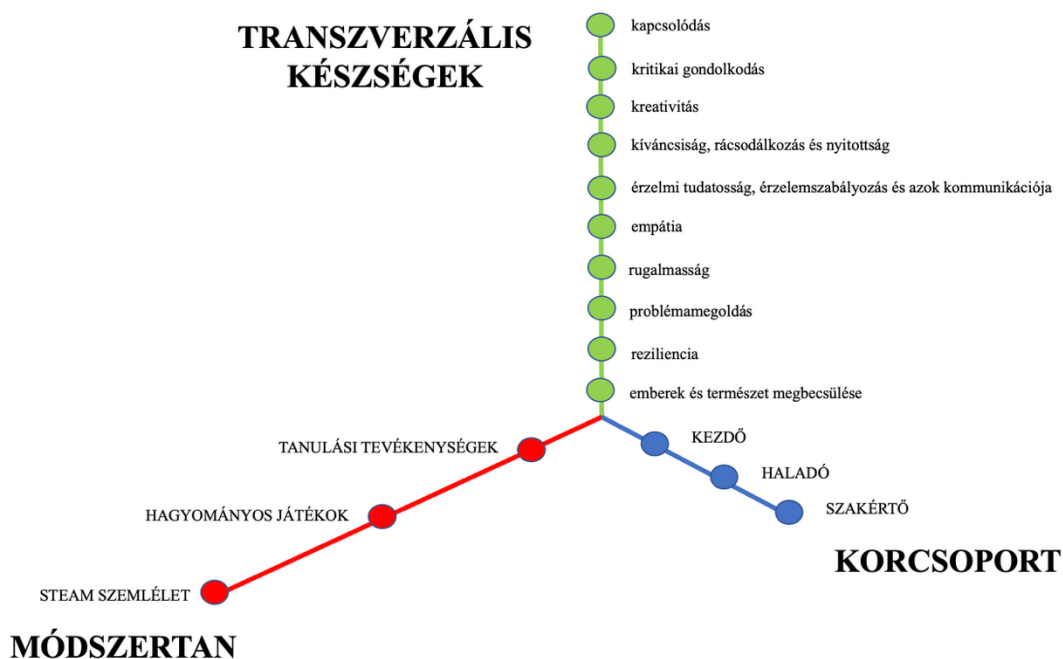 TRANSZVERZÁLIS
KÉSZSÉGEK
kapcsolódás
kritikai gondolkodás
kreativitás
kíváncsiság, rácsodálkozás és nyitottság
érzelmi tudatosság, érzelemszabályozás és azok kommunikációja
empátia
rugalmasság
problémamegoldás
reziliencia
emberek és természet megbecsülése
TANULÁSI TEVÉKENYSÉGEK
HAGYOMÁNYOS JÁTÉKOK
STEAM SZEMLÉLET
MÓDSZERTAN
KEZDŐ
HALADÓ
SZAKÉRTŐ
KORCSOPORT